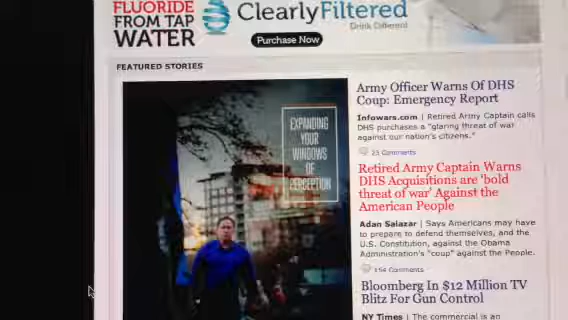 FLUORIDE
FROM TAP
WATER
ClearlyFiltered
Drink Different
Purchase Now
FEATURED STORIES
EXPANDING
YOUR
WINDOWS
OF
PERCEPTION
Army Officer Warns Of DHS
Coup: Emergency Report
Infowars.com | Retired Army Captain calls
DHS purchases a "glaring threat of war
against our nation's citizens."
23 Comments
Retired Army Captain Warns
DHS Acquisitions are 'bold
threat of war' Against the
American People
Adan Salazar | Says Americans may have
to prepare to defend themselves, and the
U.S. Constitution, against the Obama
Administration's "coup" against the People.
154 Comments
Bloomberg In $12 Million TV
Blitz For Gun Control
NY Times | The commercial is an